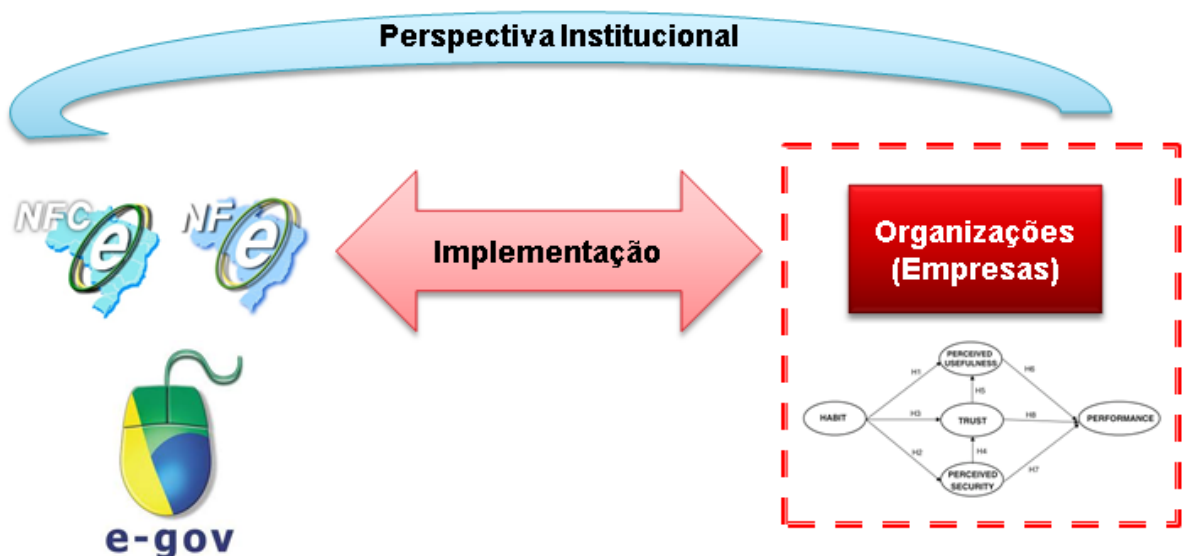 Perspectiva Institucional
NFC e
NF e
Implementação
Organizações
(Empresas)
e-gov
PERCEIVED
USEFULNESS
H1
H6
H5
HABIT
H3
TRUST
H8
PERFORMANCE
H2
H4
H7
PERCEIVED
SECURITY